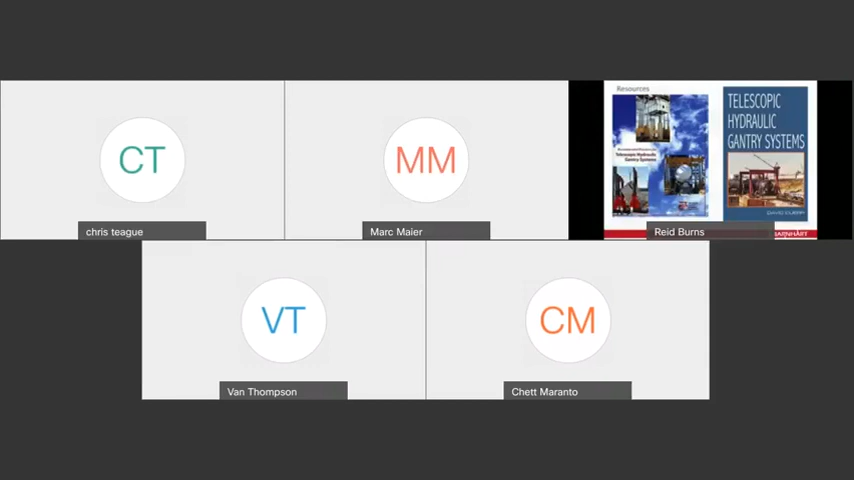 CT
chris teague
MM
Marc Maier
Resources
Telescopic Hydraulic
Gantry Systems
TELESCOPIC
HYDRAULIC
GANTRY SYSTEMS
Reid Burns
VT
Van Thompson
CM
Chett Maranto